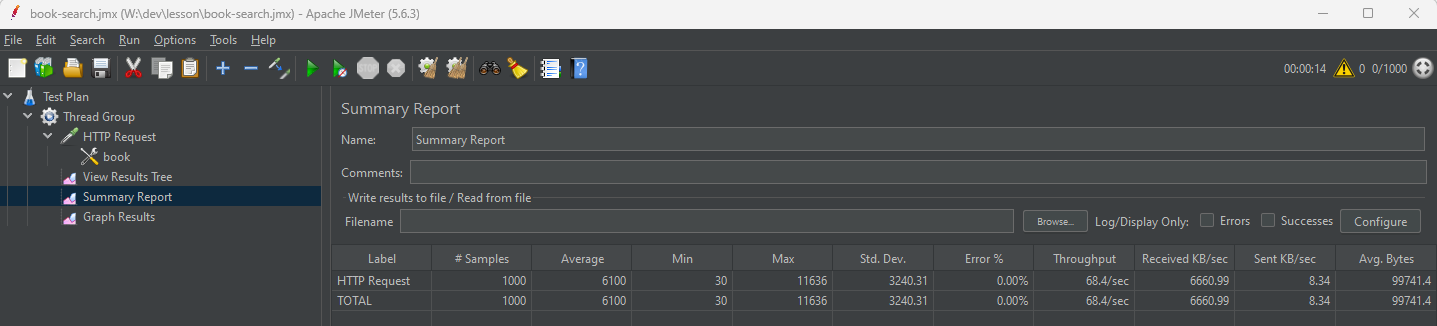 book-search.jmx (W:\dev\lesson\book-search.jmx) - Apache JMeter (5.6.3)
File Edit Search Run Options Tools Help
STOP 00:00:14 0 0/1000
Test Plan
Thread Group
HTTP Request
book
View Results Tree
Summary Report
Graph Results
Summary Report
Name: Summary Report
Comments:
Write results to file / Read from file
Filename Browse... Log/Display Only: Errors Successes Configure
Label # Samples Average Min Max Std. Dev. Error % Throughput Received KB/sec Sent KB/sec Avg. Bytes
HTTP Request 1000 6100 30 11636 3240.31 0.00% 68.4/sec 6660.99 8.34 99741.4
TOTAL 1000 6100 30 11636 3240.31 0.00% 68.4/sec 6660.99 8.34 99741.4